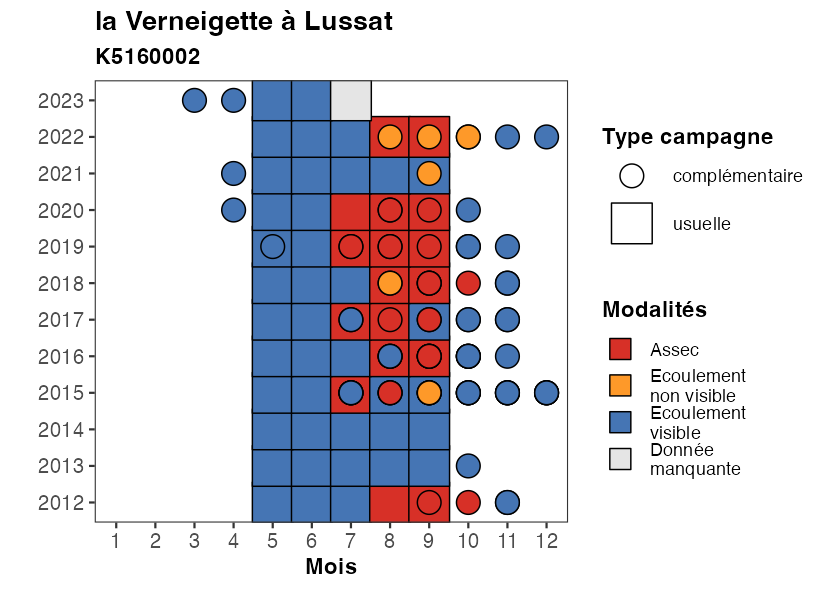 la Verneigette à Lussat
K5160002
2023
2022
2021
2020
2019
2018
2017
2016
2015
2014
2013
2012
1 2 3 4 5 6 7 8 9 10 11 12
Mois
Type campagne
complémentaire
usuelle
Modalités
Assec
Ecoulement
non visible
Ecoulement
visible
Donnée
manquante